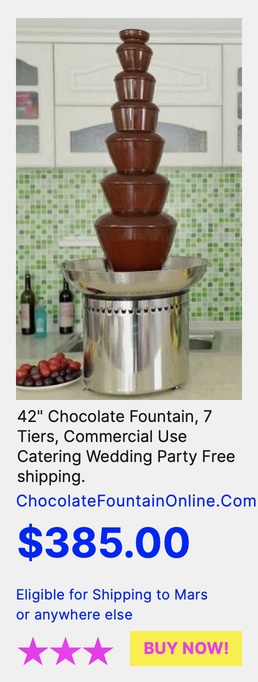 42" Chocolate Fountain, 7
Tiers, Commercial Use
Catering Wedding Party Free
shipping.
ChocolateFountainOnline.Com
$385.00
Eligible for Shipping to Mars
or anywhere else
BUY NOW!